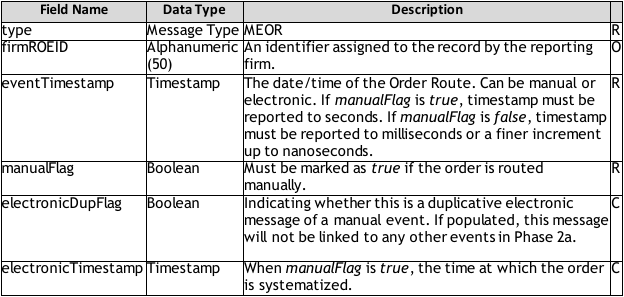 Field Name Data Type Description
type Message Type MEOR R
firmROEID Alphanumeric An identifier assigned to the record by the reporting O
(50) firm.
eventTimestamp Timestamp The date/time of the Order Route. Can be manual or R
electronic. If manualFlag is true, timestamp must be
reported to seconds. If manualFlag is false, timestamp
must be reported to milliseconds or a finer increment
up to nanoseconds.
manualFlag Boolean Must be marked as true if the order is routed R
manually.
electronicDupFlag Boolean Indicating whether this is a duplicative electronic C
message of a manual event. If populated, this message
will not be linked to any other events in Phase 2a.
electronicTimestamp Timestamp When manualFlag is true, the time at which the order C
is systematized.